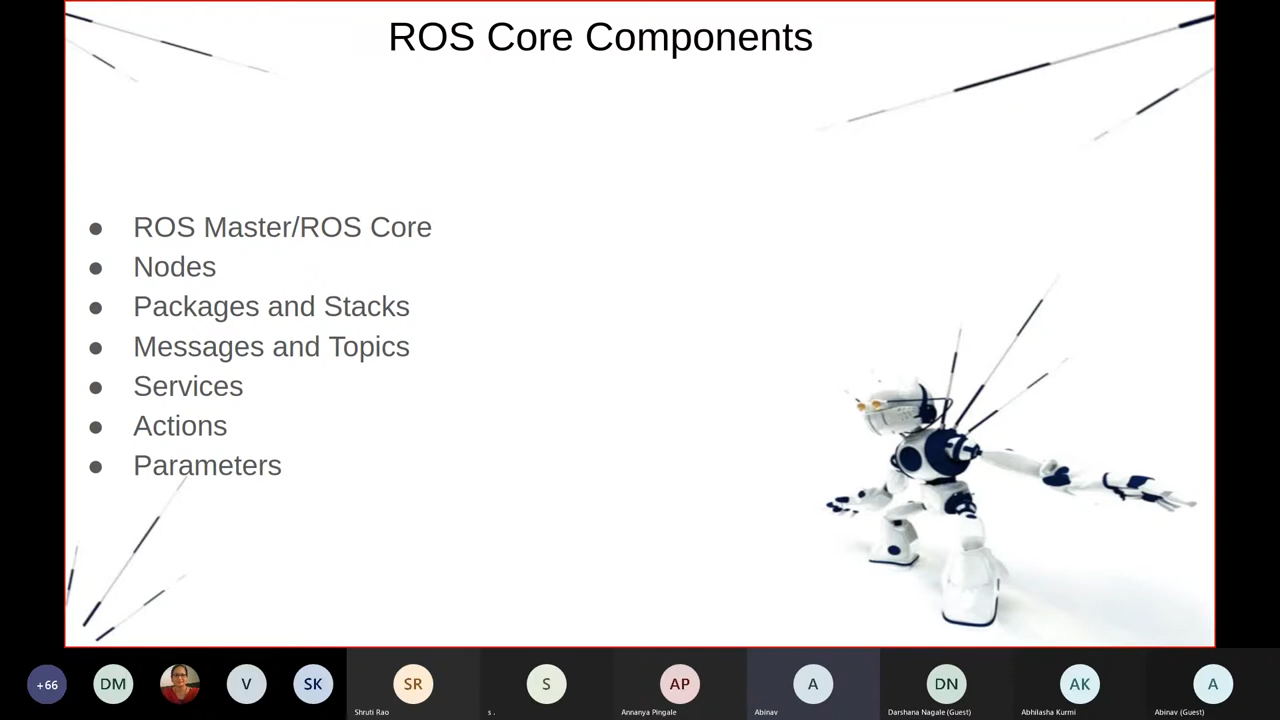 ROS Core Components
● ROS Master/ROS Core
● Nodes
● Packages and Stacks
● Messages and Topics
● Services
● Actions
● Parameters
+66
DM
V
SK
SR
S
AP
A
DN
AK
A
Shruti Rao
s .
Annanya Pingale
Abinav
Darshana Nagale (Guest)
Abhilasha Kurmi
Abinav (Guest)